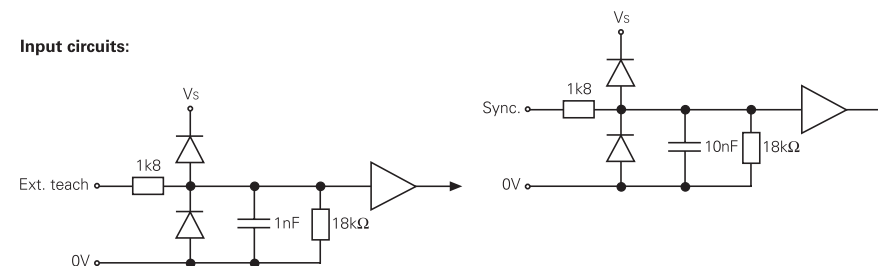 Input circuits:
Vs
1k8
Ext. teach
1nF
18kΩ
0V
Vs
1k8
Sync.
10nF
18kΩ
0V